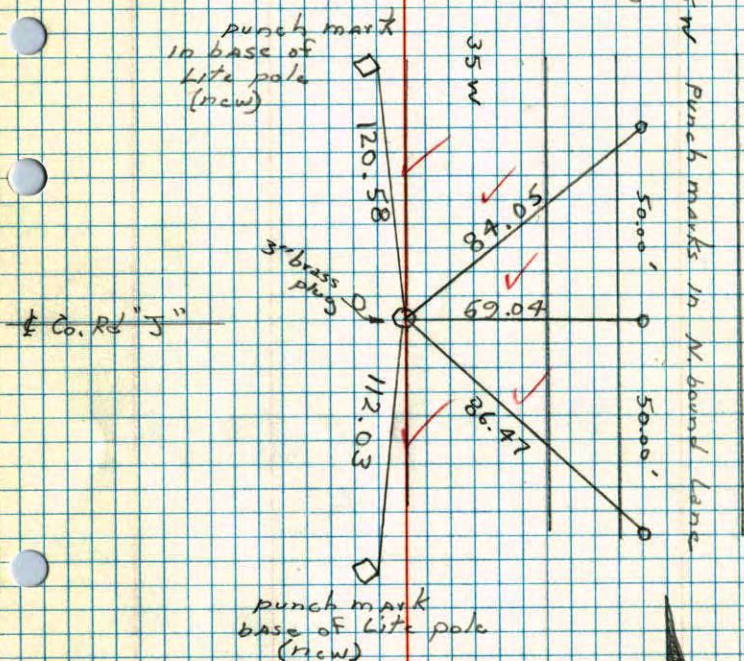 punch mark
in base of
Lite pole
(new)
35W
5W Punch marks in N. bound Lane
120.58
84.05
50.00'
3" brass
plug
69.04
℄ Co. Rd "J"
112.03
86.47
50.00'
punch mark
base of Lite pole
(new)